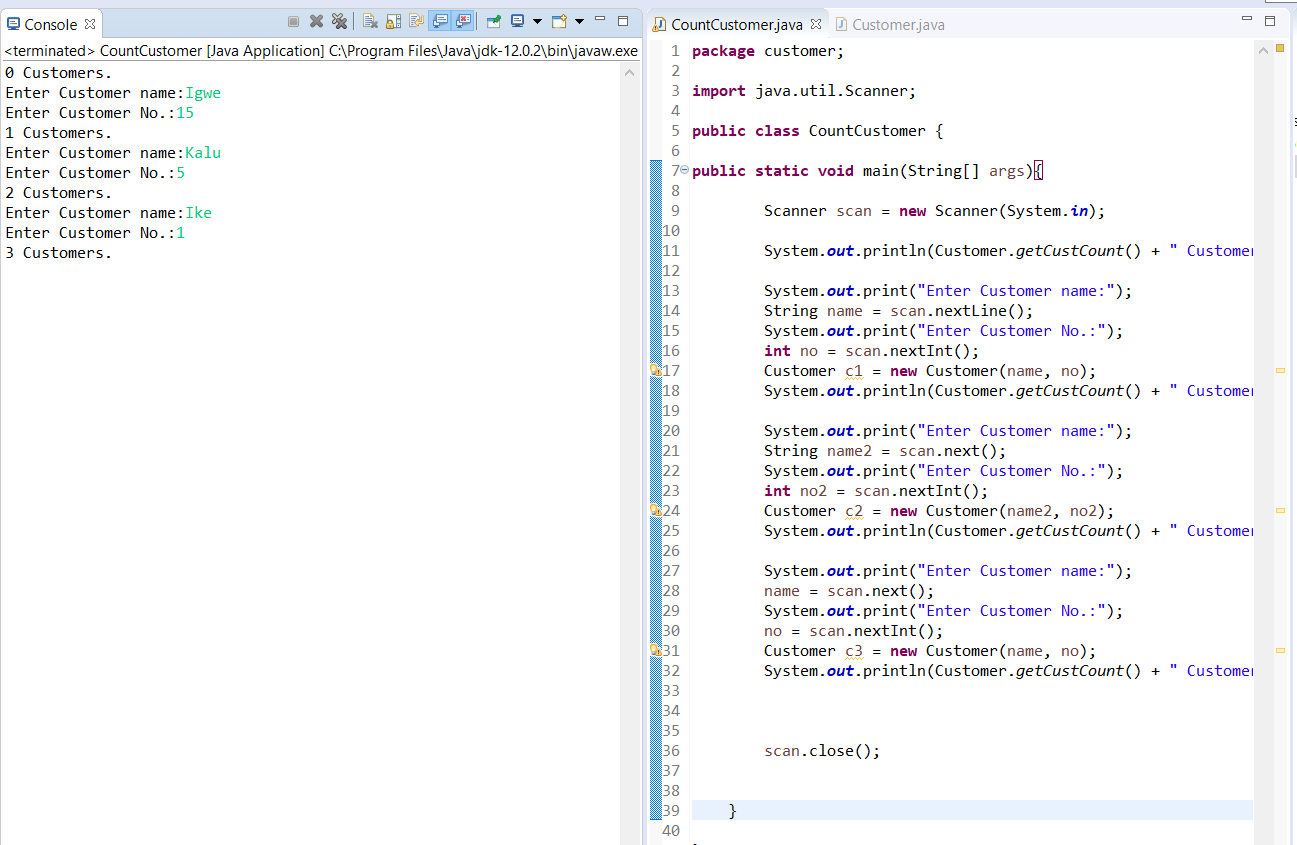 Console
<terminated> CountCustomer [Java Application] C:\Program Files\Java\jdk-12.0.2\bin\javaw.exe
0 Customers.
Enter Customer name:Igwe
Enter Customer No.:15
1 Customers.
Enter Customer name:Kalu
Enter Customer No.:5
2 Customers.
Enter Customer name:Ike
Enter Customer No.:1
3 Customers.
CountCustomer.java Customer.java
1 package customer;
2
3 import java.util.Scanner;
4
5 public class CountCustomer {
6
7 public static void main(String[] args){
8
9 Scanner scan = new Scanner(System.in);
10
11 System.out.println(Customer.getCustCount() + " Customer
12
13 System.out.print("Enter Customer name:");
14 String name = scan.nextLine();
15 System.out.print("Enter Customer No.:");
16 int no = scan.nextInt();
17 Customer c1 = new Customer(name, no);
18 System.out.println(Customer.getCustCount() + " Customer
19
20 System.out.print("Enter Customer name:");
21 String name2 = scan.next();
22 System.out.print("Enter Customer No.:");
23 int no2 = scan.nextInt();
24 Customer c2 = new Customer(name2, no2);
25 System.out.println(Customer.getCustCount() + " Customer
26
27 System.out.print("Enter Customer name:");
28 name = scan.next();
29 System.out.print("Enter Customer No.:");
30 no = scan.nextInt();
31 Customer c3 = new Customer(name, no);
32 System.out.println(Customer.getCustCount() + " Customer
33
34
35
36 scan.close();
37
38
39 }
40